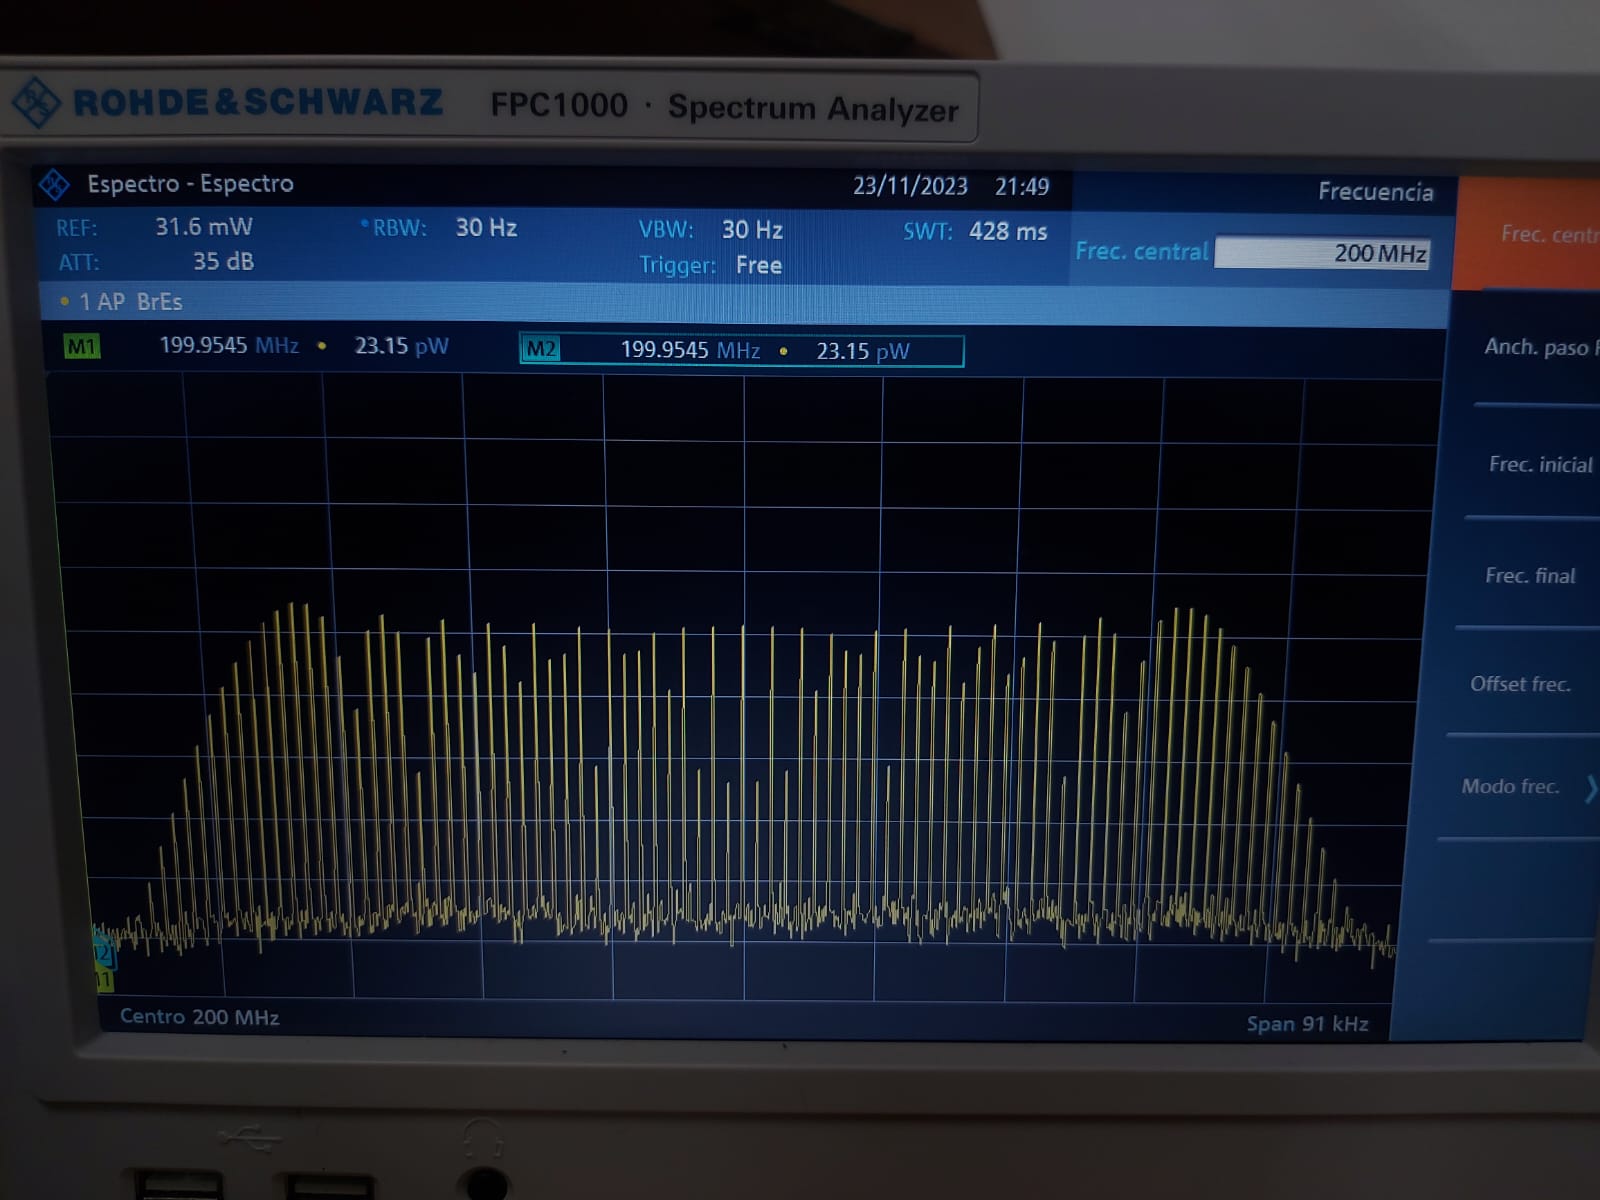 ROHDE & SCHWARZ FPC1000 · Spectrum Analyzer
Espectro - Espectro 23/11/2023 21:49 Frecuencia
REF: 31.6 mW RBW: 30 Hz VBW: 30 Hz SWT: 428 ms
ATT: 35 dB Trigger: Free
Frec. central 200 MHz
1 AP BrEs
M1 199.9545 MHz 23.15 pW M2 199.9545 MHz 23.15 pW
Frec. centr
Anch. paso
Frec. inicial
Frec. final
Offset frec.
Modo frec.
Centro 200 MHz Span 91 kHz